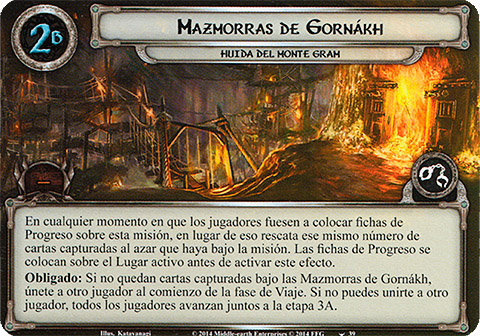 2B
MAZMORRAS DE GORNÁKH
HUIDA DEL MONTE GRAM
En cualquier momento en que los jugadores fuesen a colocar fichas de
Progreso sobre esta misión, en lugar de eso rescata ese mismo número de
cartas capturadas al azar que haya bajo la misión. Las fichas de Progreso se
colocan sobre el Lugar activo antes de activar este efecto.
Obligado: Si no quedan cartas capturadas bajo las Mazmorras de Gornákh,
únete a otro jugador al comienzo de la fase de Viaje. Si no puedes unirte a otro
jugador, todos los jugadores avanzan juntos a la etapa 3A.
Illus. Katayanagi © 2014 Middle-earth Enterprises © 2014 FFG 39